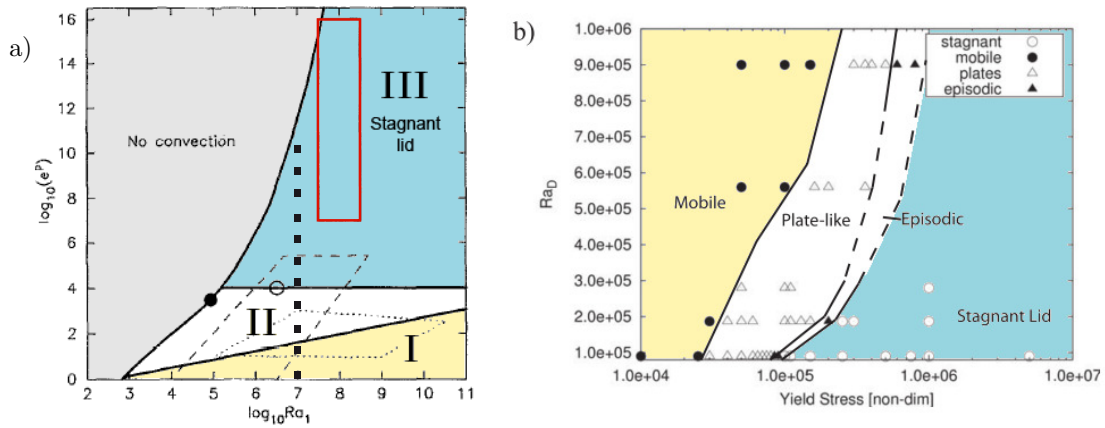 a)
16
14
12
10
8
6
4
2
0
log₁₀(eᵖ)
No convection
III
Stagnant
lid
II
I
2
3
4
5
6
7
8
9
10
11
log₁₀Ra₁
b)
1.0e+06
9.0e+05
8.0e+05
7.0e+05
6.0e+05
5.0e+05
4.0e+05
3.0e+05
2.0e+05
1.0e+05
Ra_D
stagnant
mobile
plates
episodic
Mobile
Plate-like
Episodic
Stagnant Lid
1.0e+04
1.0e+05
1.0e+06
1.0e+07
Yield Stress [non-dim]